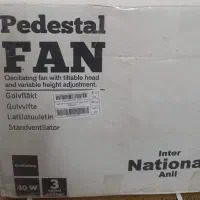 Pedestal
FAN
Oscillating fan with tiltable head
and variable height adjustment.
Golvfläkt
Gulvvifte
Lattiatuuletin
Standventilator
Inter
National
Anil
Oscillating
40 W
3